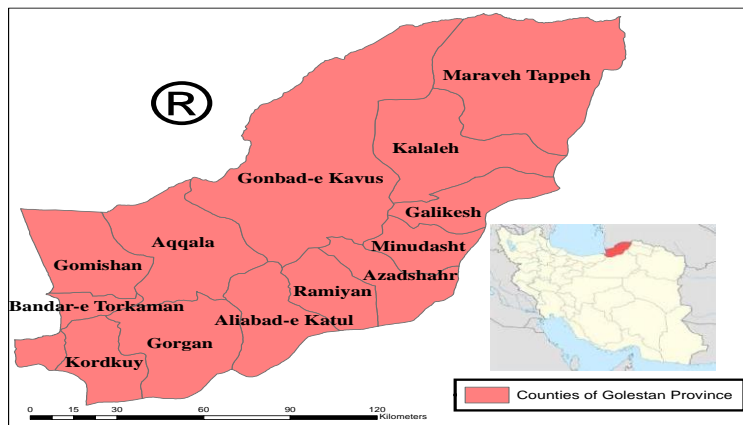 Maraveh Tappeh
®
Kalaleh
Gonbad-e Kavus
Galikesh
Aqqala
Minudasht
Gomishan
Azadshahr
Ramiyan
Bandar-e Torkaman
Aliabad-e Katul
Gorgan
Kordkuy
Counties of Golestan Province
0 15 30 60 90 120
Kilometers